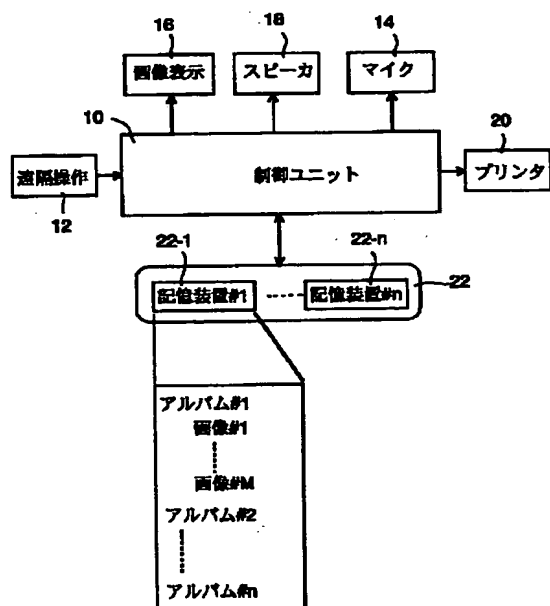 16
18
14
画像表示
スピーカ
マイク
10
20
遠隔操作
制御ユニット
プリンタ
12
22-1
22-n
22
記憶装置#1
記憶装置#n
アルバム#1
画像#1
画像#M
アルバム#2
アルバム#n